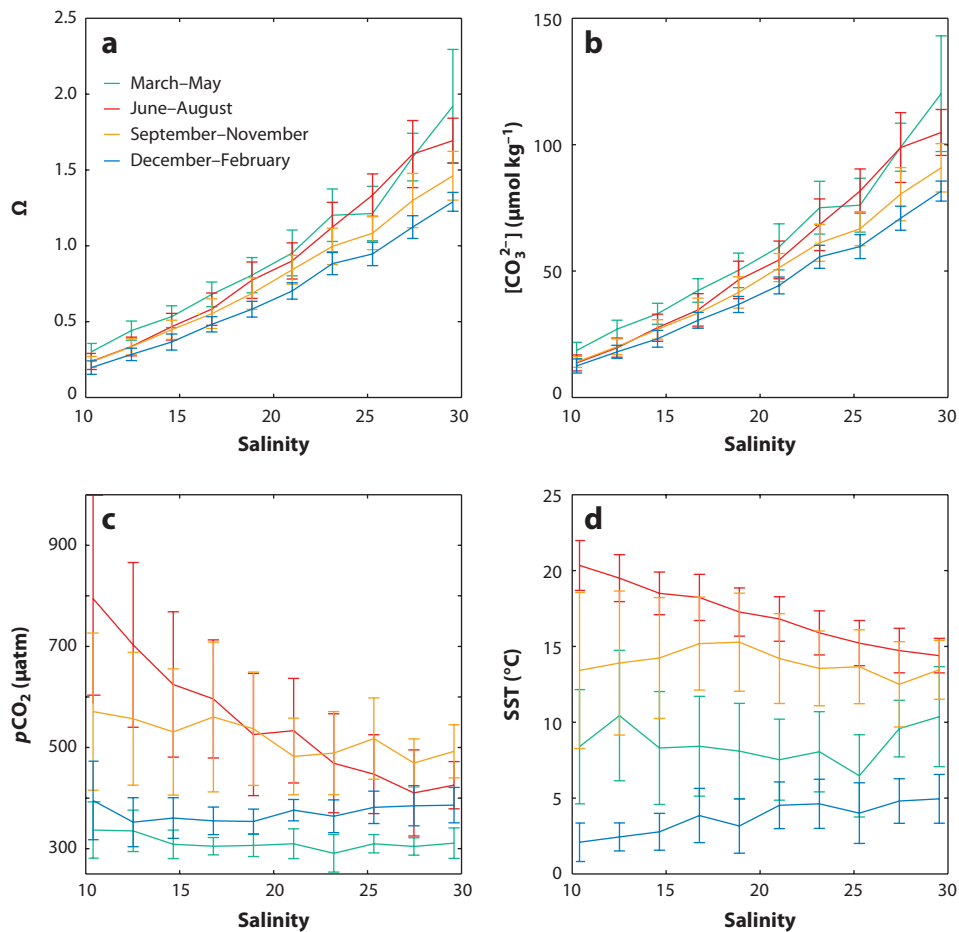 a
2.5
2.0
1.5
1.0
0.5
0
Ω
March–May
June–August
September–November
December–February
10
15
20
25
30
Salinity
b
150
100
50
0
[CO₃²⁻] (μmol kg⁻¹)
10
15
20
25
30
Salinity
c
900
700
500
300
pCO₂ (μatm)
10
15
20
25
30
Salinity
d
25
20
15
10
5
0
SST (°C)
10
15
20
25
30
Salinity